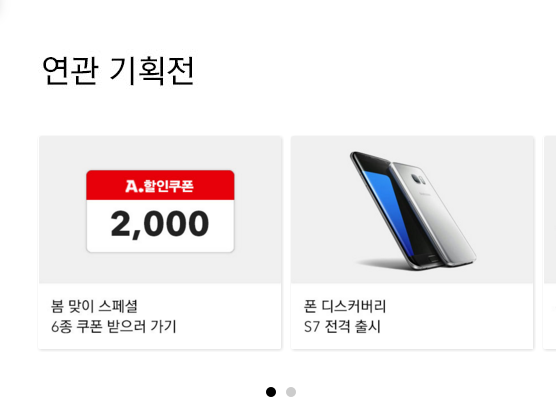 연관 기획전
A.할인쿠폰
2,000
봄 맞이 스페셜
6종 쿠폰 받으러 가기
폰 디스커버리
S7 전격 출시